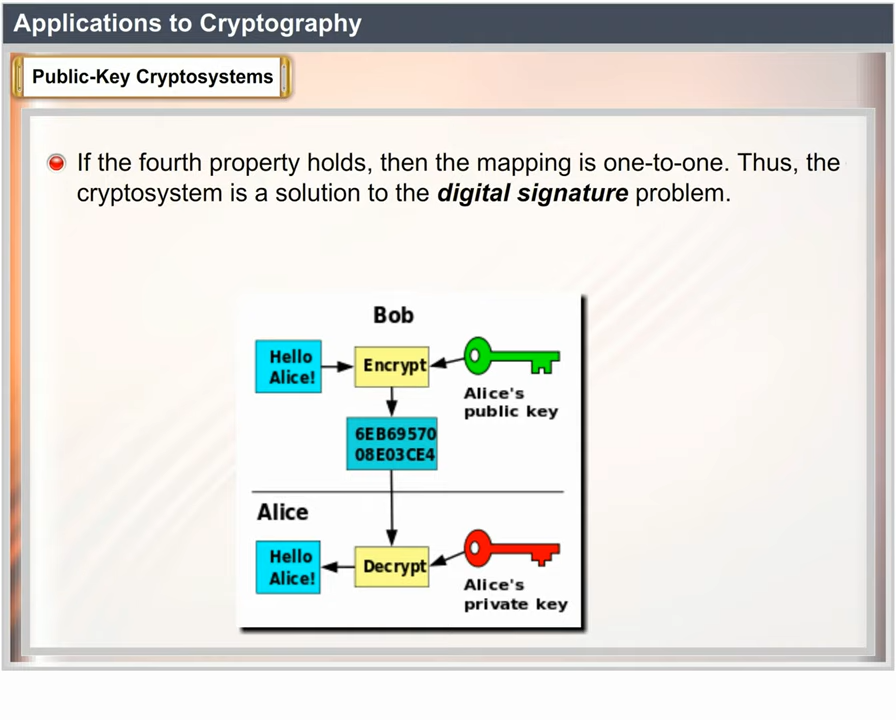 Applications to Cryptography
Public-Key Cryptosystems
If the fourth property holds, then the mapping is one-to-one. Thus, the
cryptosystem is a solution to the digital signature problem.
Bob
Hello
Alice!
Encrypt
Alice's
public key
6EB69570
08E03CE4
Alice
Hello
Alice!
Decrypt
Alice's
private key